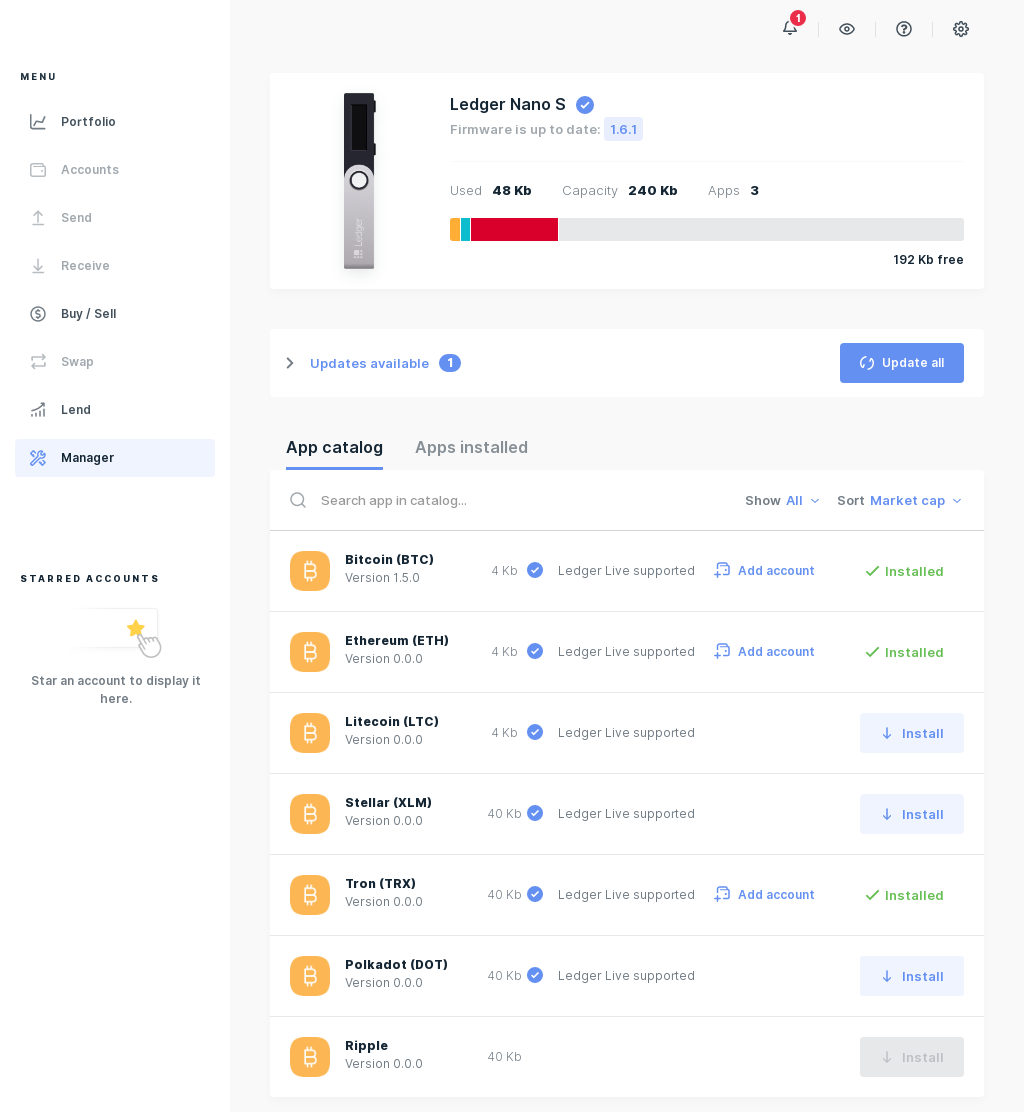 1
MENU
Portfolio
Accounts
Send
Receive
Buy / Sell
Swap
Lend
Manager
STARRED ACCOUNTS
Star an account to display it
here.
Ledger Nano S
Firmware is up to date: 1.6.1
Used 48 Kb Capacity 240 Kb Apps 3
Ledger
192 Kb free
Updates available 1
Update all
App catalog Apps installed
Search app in catalog... Show All Sort Market cap
Bitcoin (BTC)
Version 1.5.0
4 Kb Ledger Live supported Add account Installed
Ethereum (ETH)
Version 0.0.0
4 Kb Ledger Live supported Add account Installed
Litecoin (LTC)
Version 0.0.0
4 Kb Ledger Live supported Install
Stellar (XLM)
Version 0.0.0
40 Kb Ledger Live supported Install
Tron (TRX)
Version 0.0.0
40 Kb Ledger Live supported Add account Installed
Polkadot (DOT)
Version 0.0.0
40 Kb Ledger Live supported Install
Ripple
Version 0.0.0
40 Kb Install